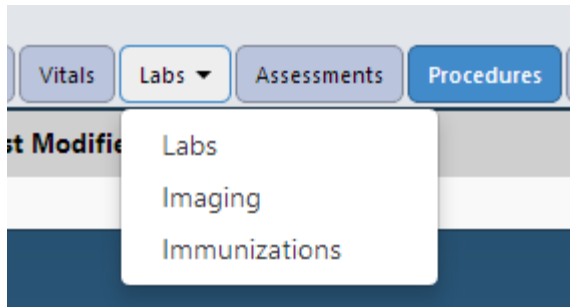 Vitals Labs Assessments Procedures
st Modifie
Labs
Imaging
Immunizations